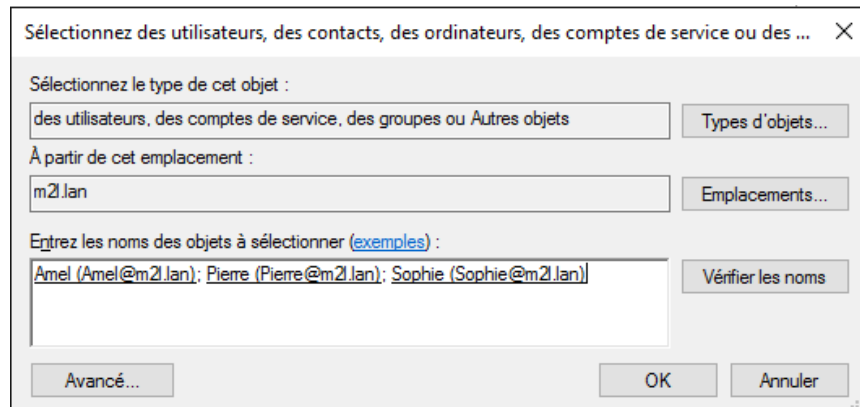 Sélectionnez des utilisateurs, des contacts, des ordinateurs, des comptes de service ou des ...
Sélectionnez le type de cet objet :
des utilisateurs, des comptes de service, des groupes ou Autres objets
Types d'objets...
À partir de cet emplacement :
m2l.lan
Emplacements...
Entrez les noms des objets à sélectionner (exemples) :
Amel (Amel@m2l.lan); Pierre (Pierre@m2l.lan); Sophie (Sophie@m2l.lan)
Vérifier les noms
Avancé...
OK
Annuler